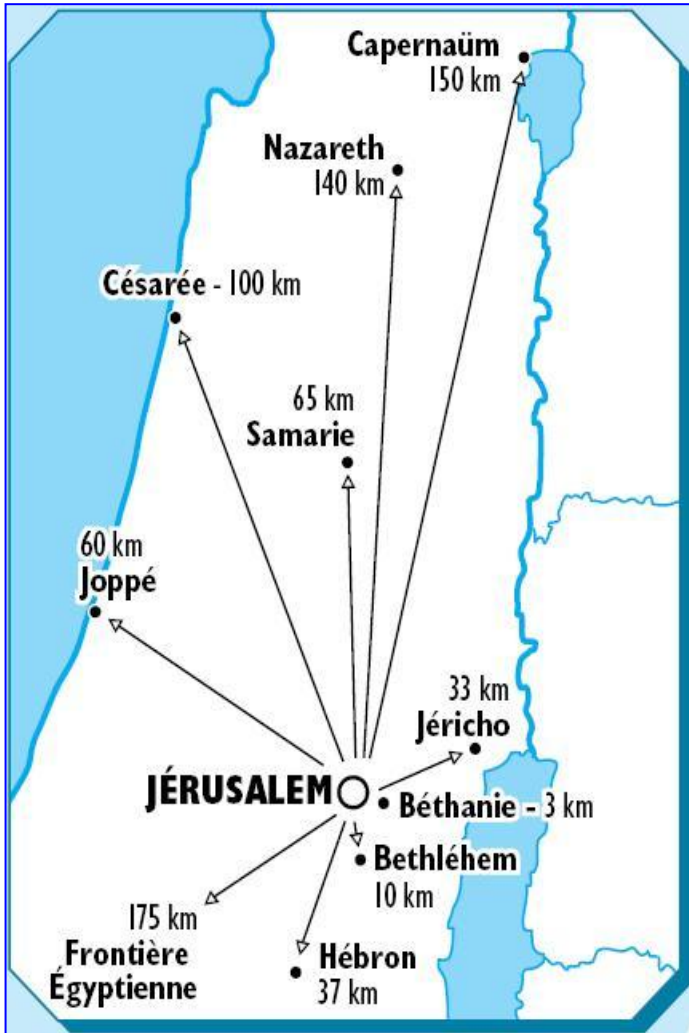 Capernaüm
150 km
Nazareth
140 km
Césarée - 100 km
65 km
Samarie
60 km
Joppé
33 km
Jéricho
JÉRUSALEM
Béthanie - 3 km
Bethléhem
10 km
175 km
Frontière
Égyptienne
Hébron
37 km